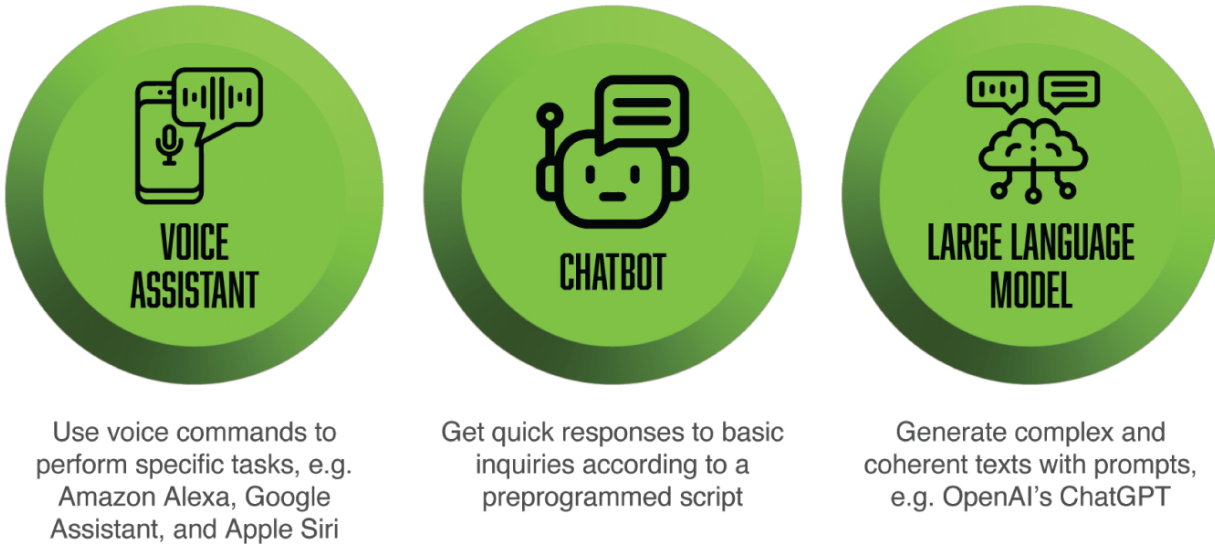 VOICE
ASSISTANT
Use voice commands to
perform specific tasks, e.g.
Amazon Alexa, Google
Assistant, and Apple Siri
CHATBOT
Get quick responses to basic
inquiries according to a
preprogrammed script
LARGE LANGUAGE
MODEL
Generate complex and
coherent texts with prompts,
e.g. OpenAI's ChatGPT